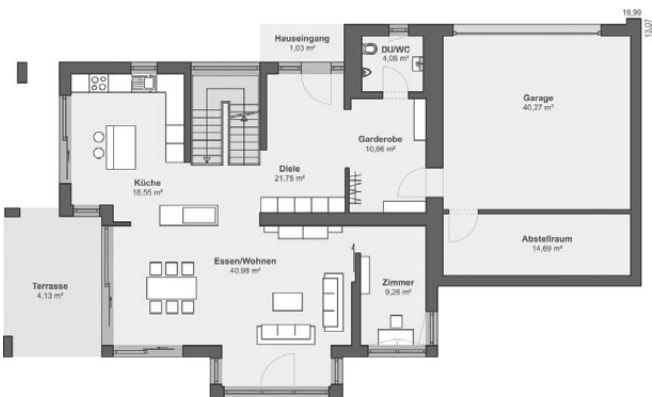 19,99
13,07
Hauseingang
1,03 m²
DU/WC
4,06 m²
Garage
40,27 m²
Garderobe
10,66 m²
Diele
21,75 m²
Küche
18,55 m²
Abstellraum
14,69 m²
Essen/Wohnen
40,98 m²
Zimmer
9,26 m²
Terrasse
4,13 m²